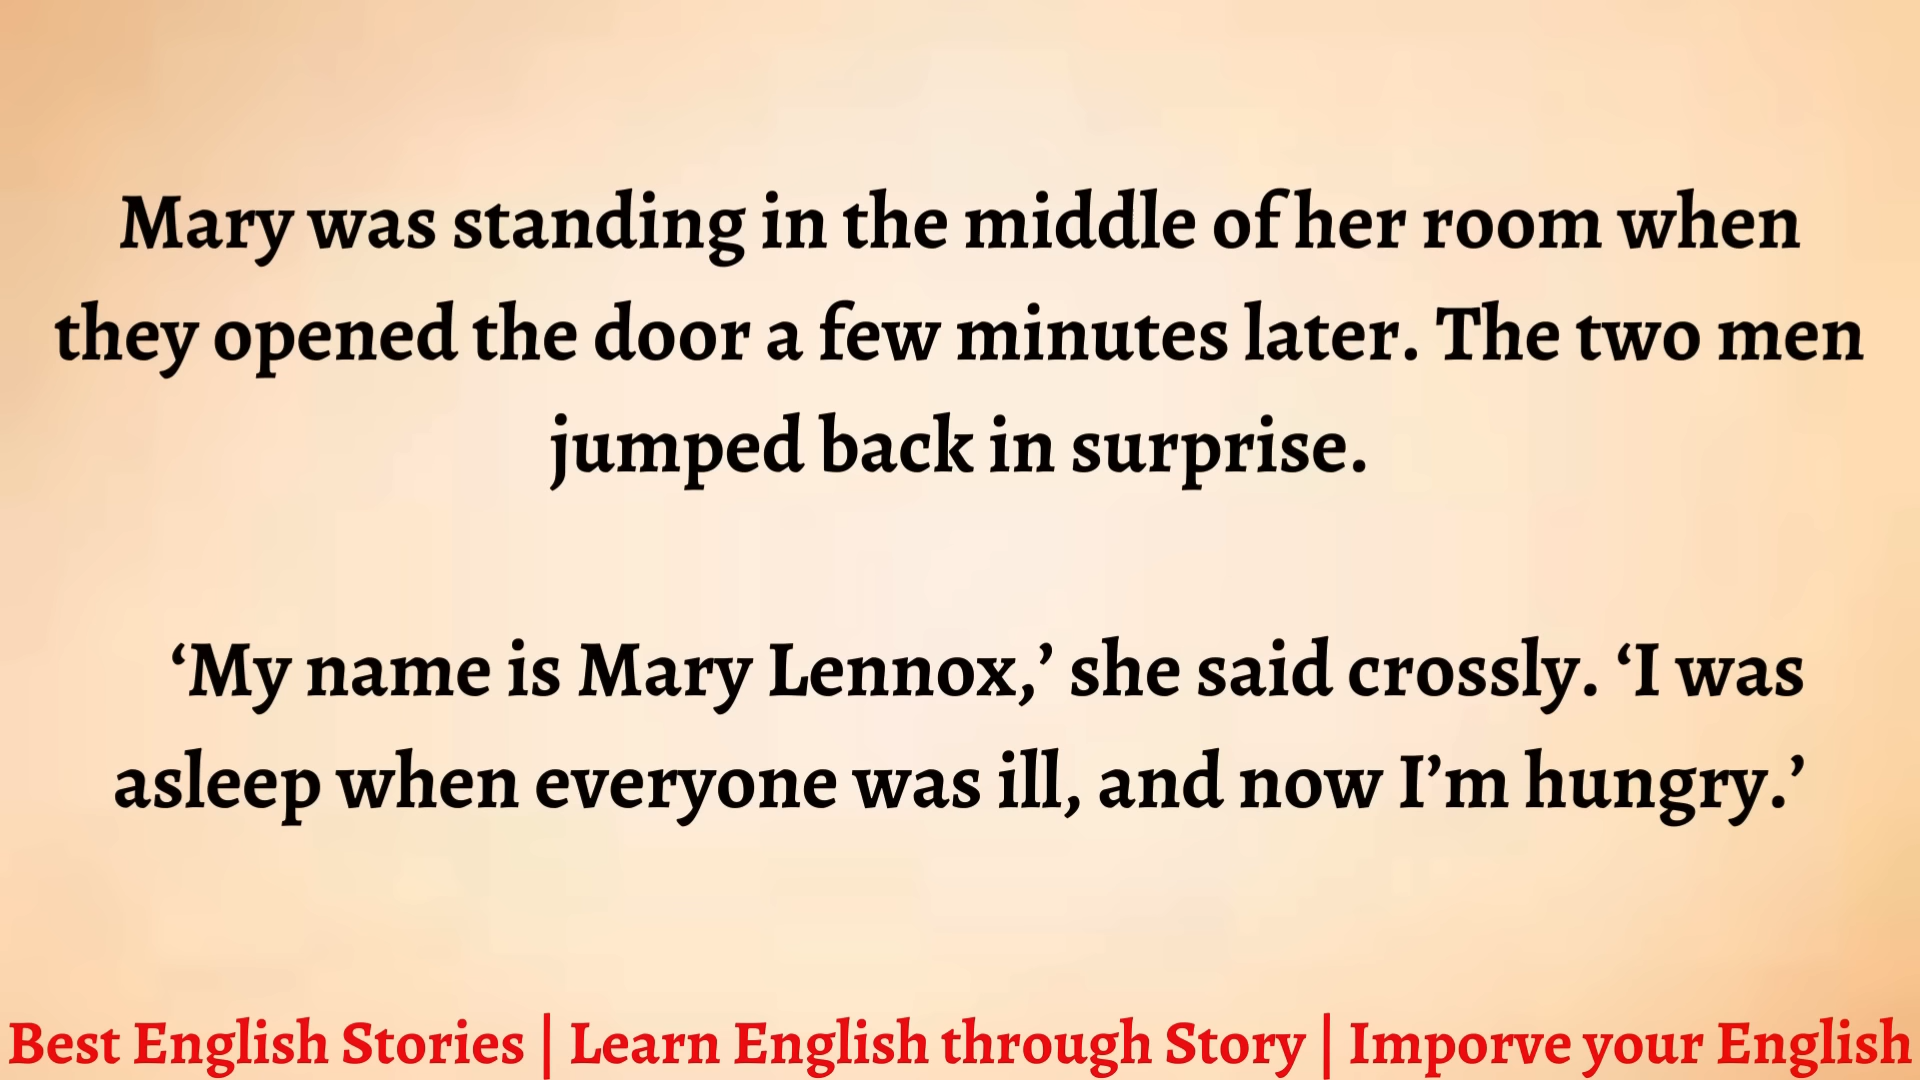 Mary was standing in the middle of her room when
they opened the door a few minutes later. The two men
jumped back in surprise.
‘My name is Mary Lennox,’ she said crossly. ‘I was
asleep when everyone was ill, and now I’m hungry.’
Best English Stories | Learn English through Story | Imporve your English